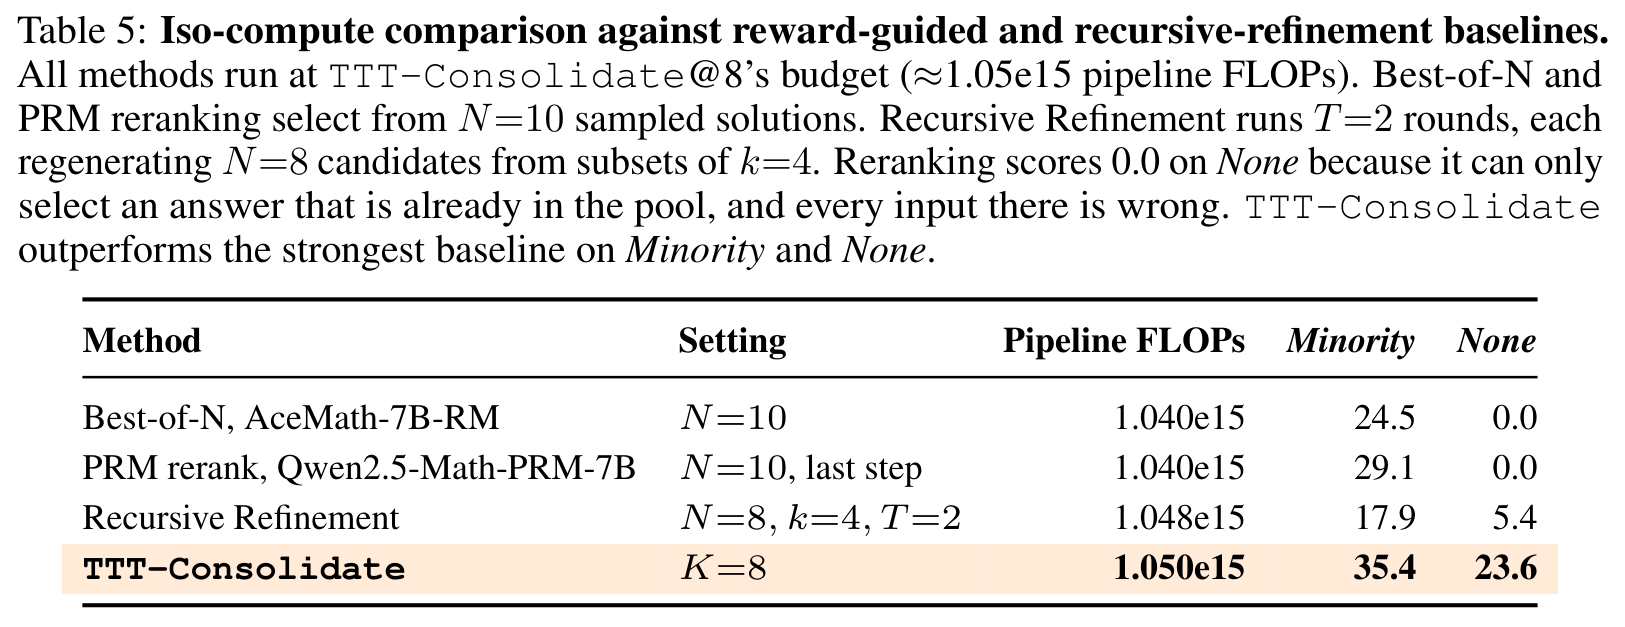 Table 5: Iso-compute comparison against reward-guided and recursive-refinement baselines.
All methods run at TTT-Consolidate@8's budget (≈1.05e15 pipeline FLOPs). Best-of-N and
PRM reranking select from N=10 sampled solutions. Recursive Refinement runs T=2 rounds, each
regenerating N=8 candidates from subsets of k=4. Reranking scores 0.0 on None because it can only
select an answer that is already in the pool, and every input there is wrong. TTT-Consolidate
outperforms the strongest baseline on Minority and None.
Method Setting Pipeline FLOPs Minority None
Best-of-N, AceMath-7B-RM N=10 1.040e15 24.5 0.0
PRM rerank, Qwen2.5-Math-PRM-7B N=10, last step 1.040e15 29.1 0.0
Recursive Refinement N=8, k=4, T=2 1.048e15 17.9 5.4
TTT-Consolidate K=8 1.050e15 35.4 23.6